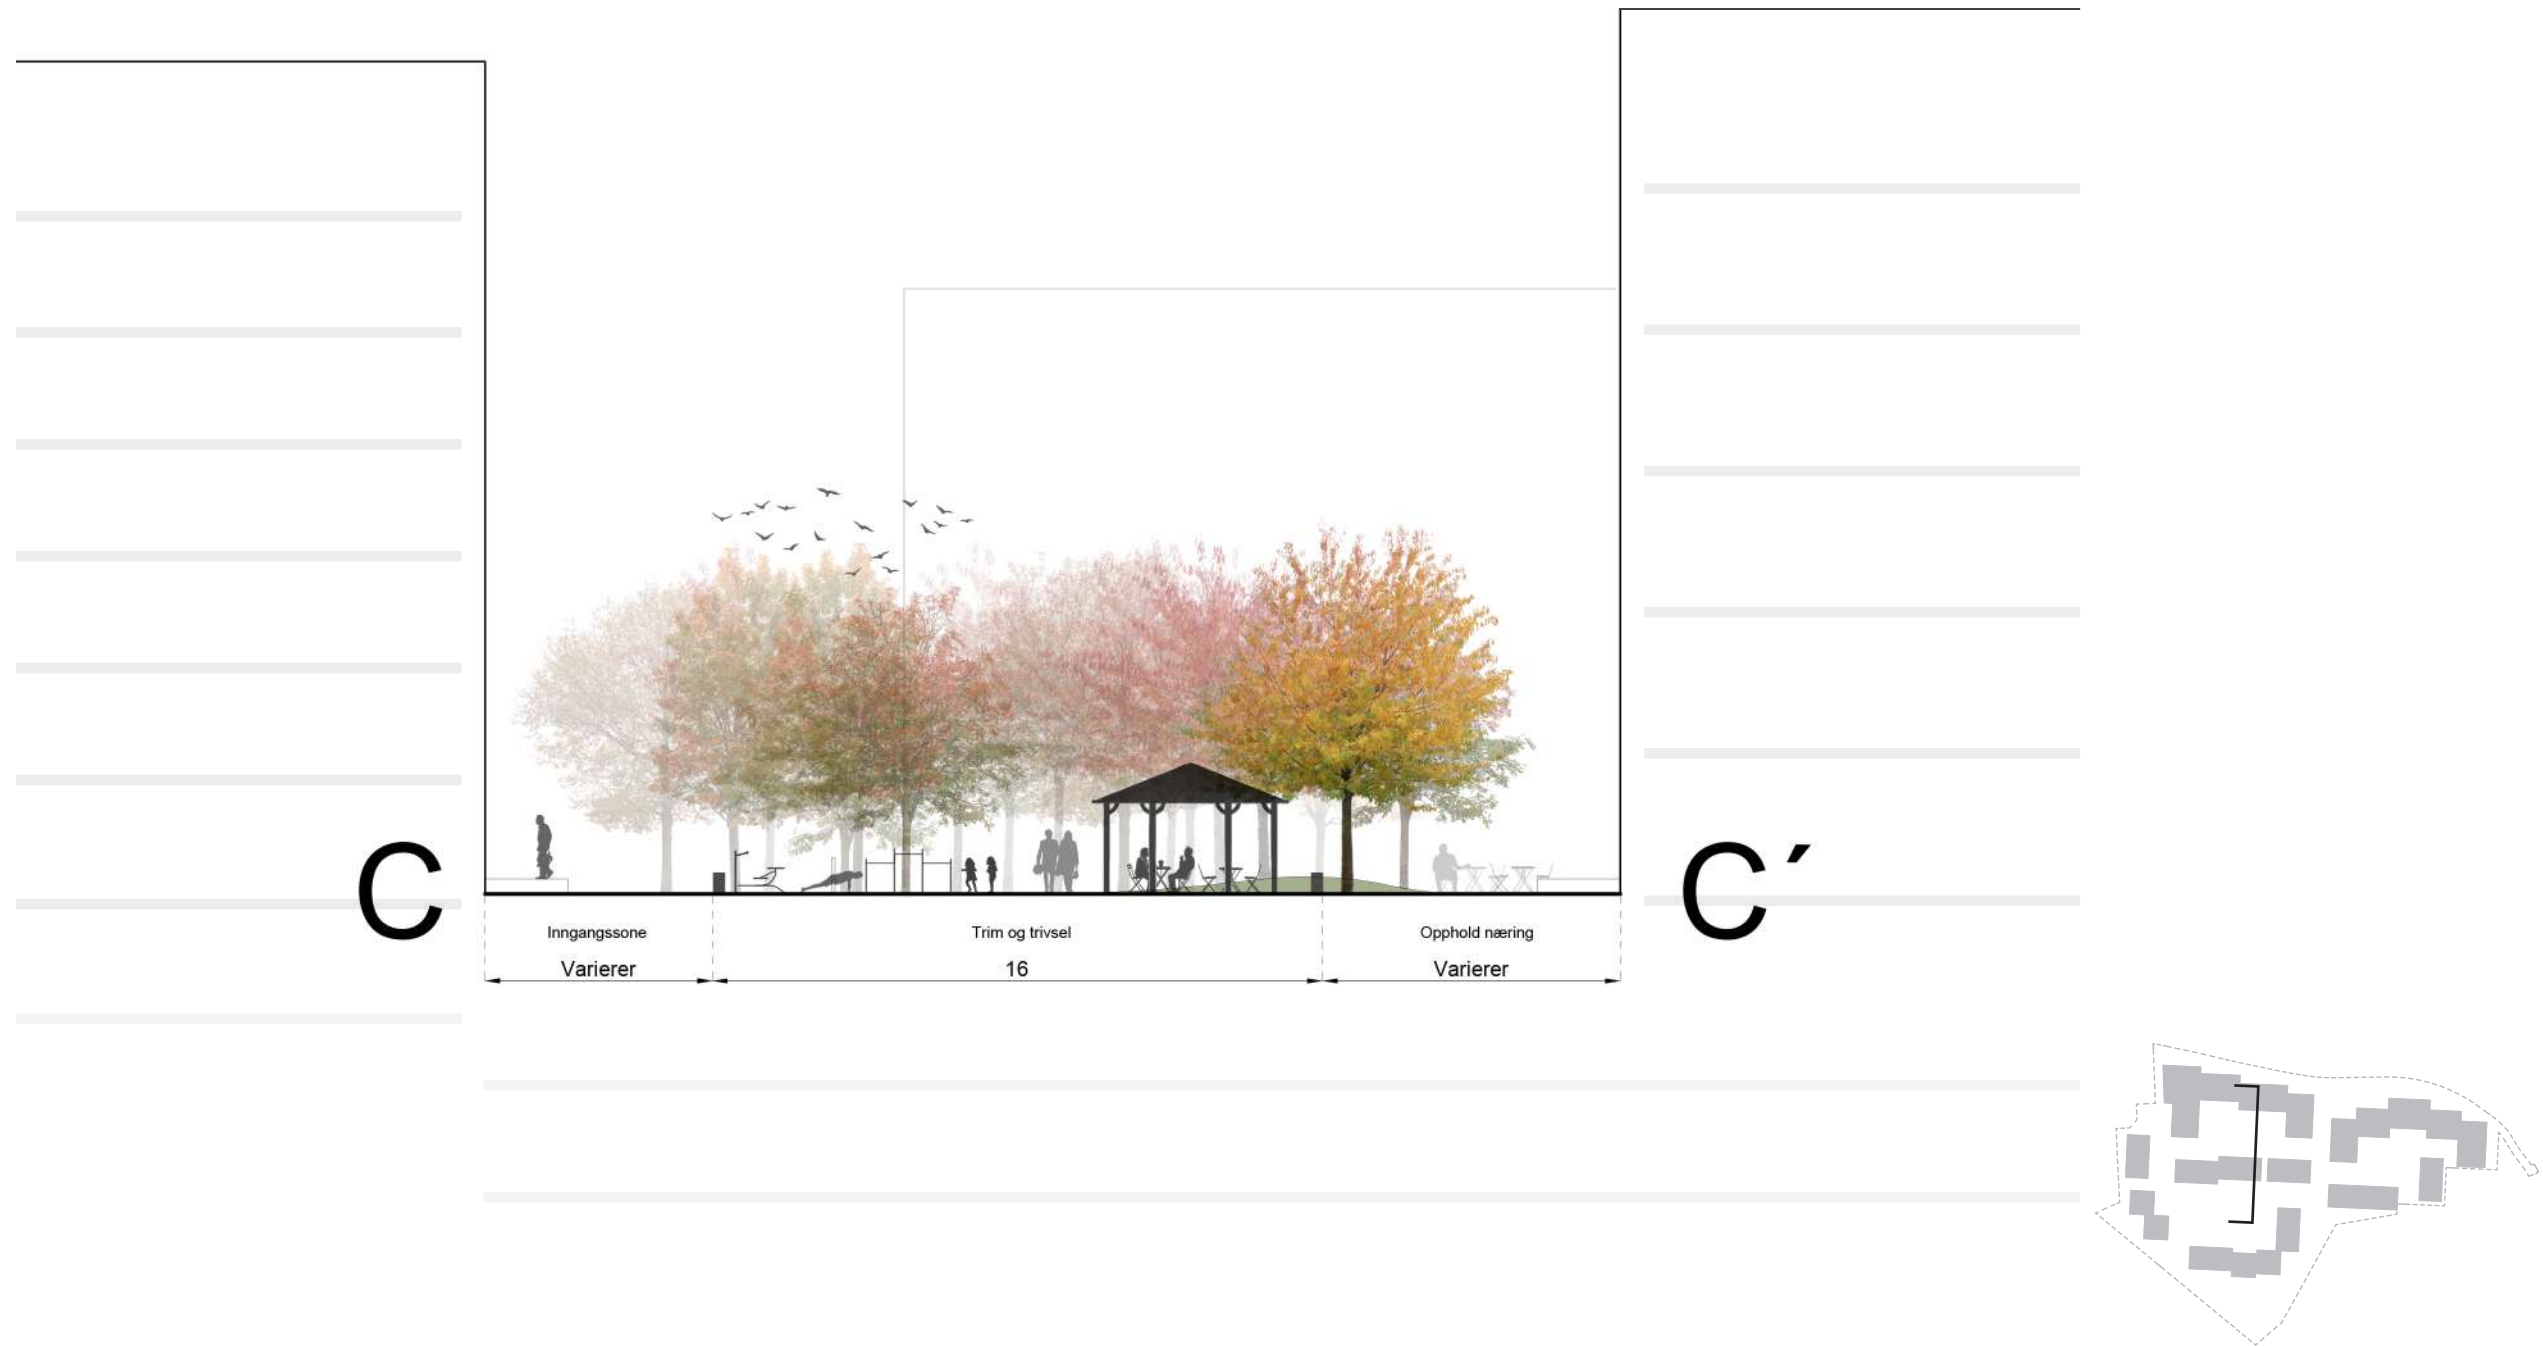 C
C´
Inngangssone
Trim og trivsel
Opphold næring
Varierer
16
Varierer